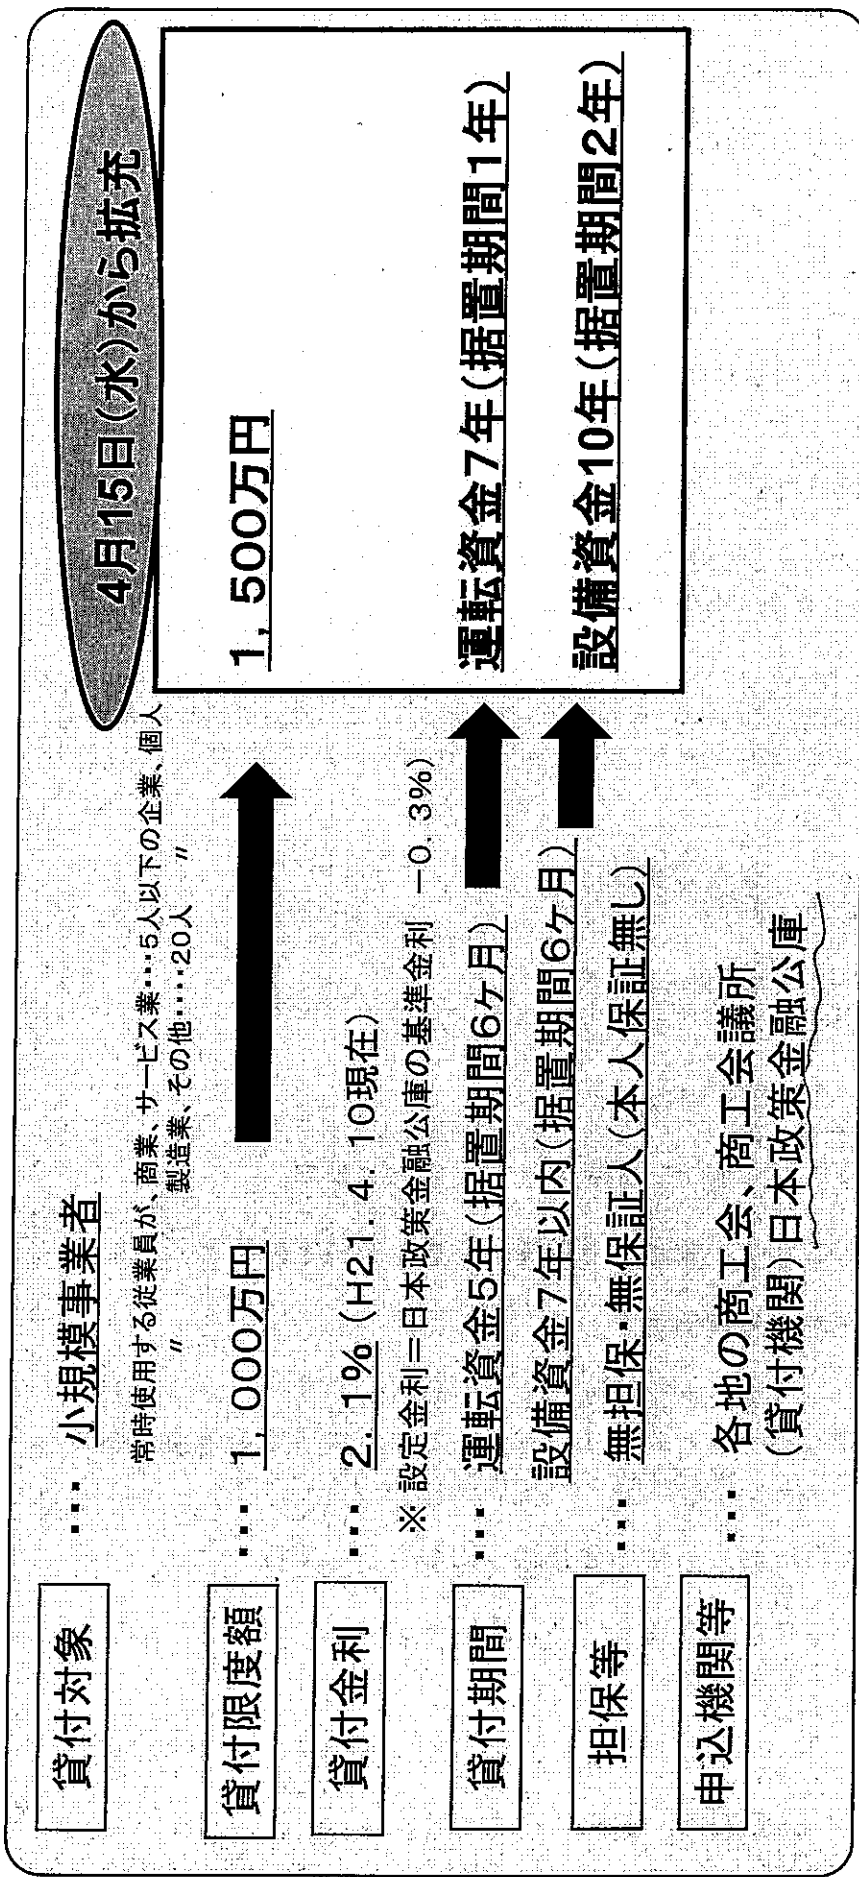 4月15日(水)から拡充
貸付対象 … 小規模事業者
常時使用する従業員が、商業、サービス業…5人以下の企業、個人
〃 製造業、その他‥‥20人 〃
貸付限度額 … 1,000万円
1,500万円
貸付金利 … 2.1%(H21.4.10現在)
※ 設定金利=日本政策金融公庫の基準金利 -0.3%)
貸付期間 … 運転資金5年(据置期間6ヶ月)
運転資金7年(据置期間1年)
設備資金7年以内(据置期間6ヶ月)
設備資金10年(据置期間2年)
担保等 … 無担保・無保証人(本人保証無し)
申込機関等 … 各地の商工会、商工会議所
(貸付機関)日本政策金融公庫